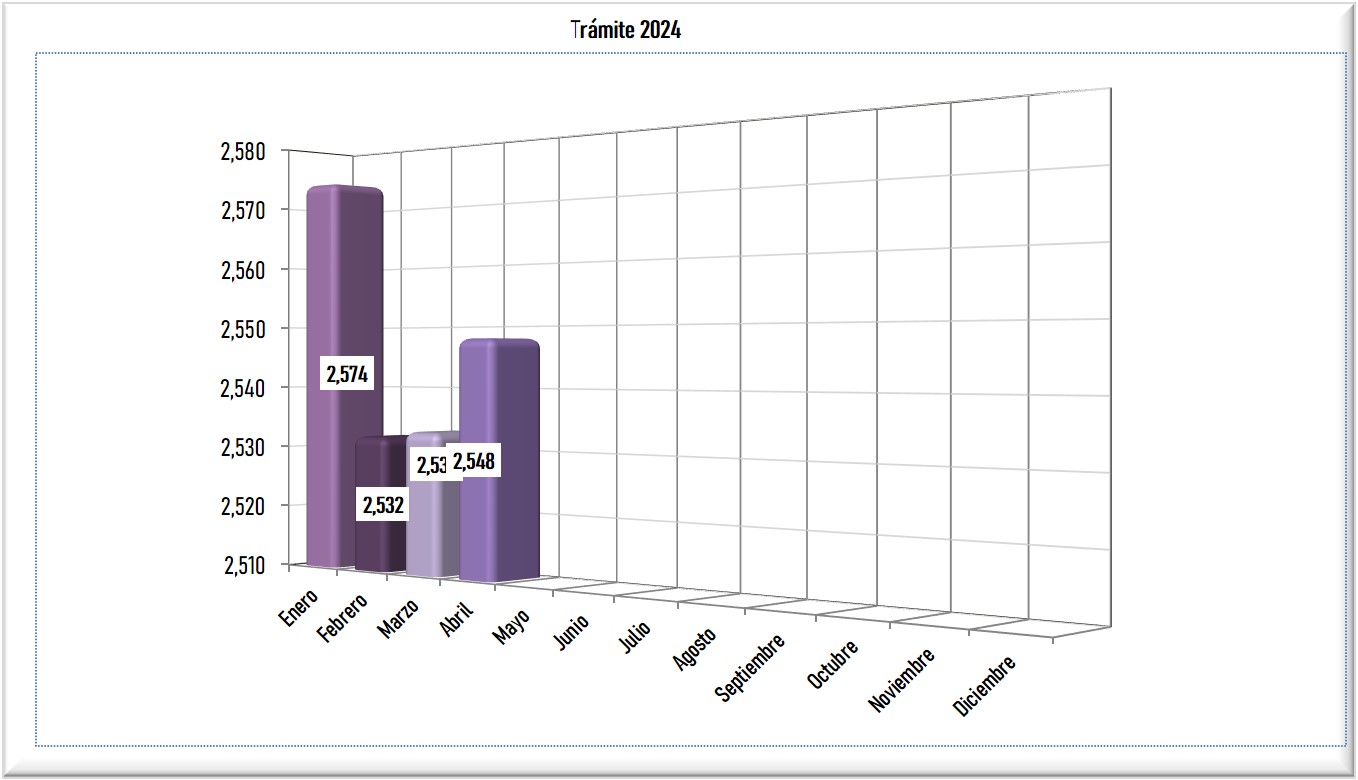 Trámite 2024
2,580
2,570
2,560
2,550
2,540
2,530
2,520
2,510
2,574
2,532
2,548
Enero
Febrero
Marzo
Abril
Mayo
Junio
Julio
Agosto
Septiembre
Octubre
Noviembre
Diciembre